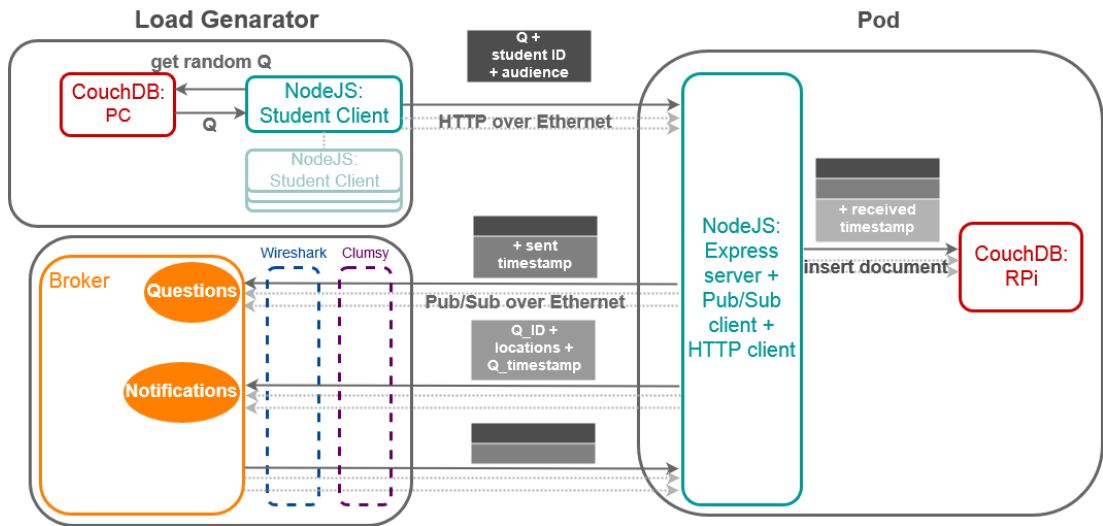 Load Genarator
Pod
get random Q
CouchDB:
PC
Q
NodeJS:
Student Client
NodeJS:
Student Client
Q +
student ID
+ audience
HTTP over Ethernet
NodeJS:
Express
server +
Pub/Sub
client +
HTTP client
+ received
timestamp
insert document
CouchDB:
RPi
Wireshark
Clumsy
Broker
Questions
Notifications
+ sent
timestamp
Pub/Sub over Ethernet
Q_ID +
locations +
Q_timestamp